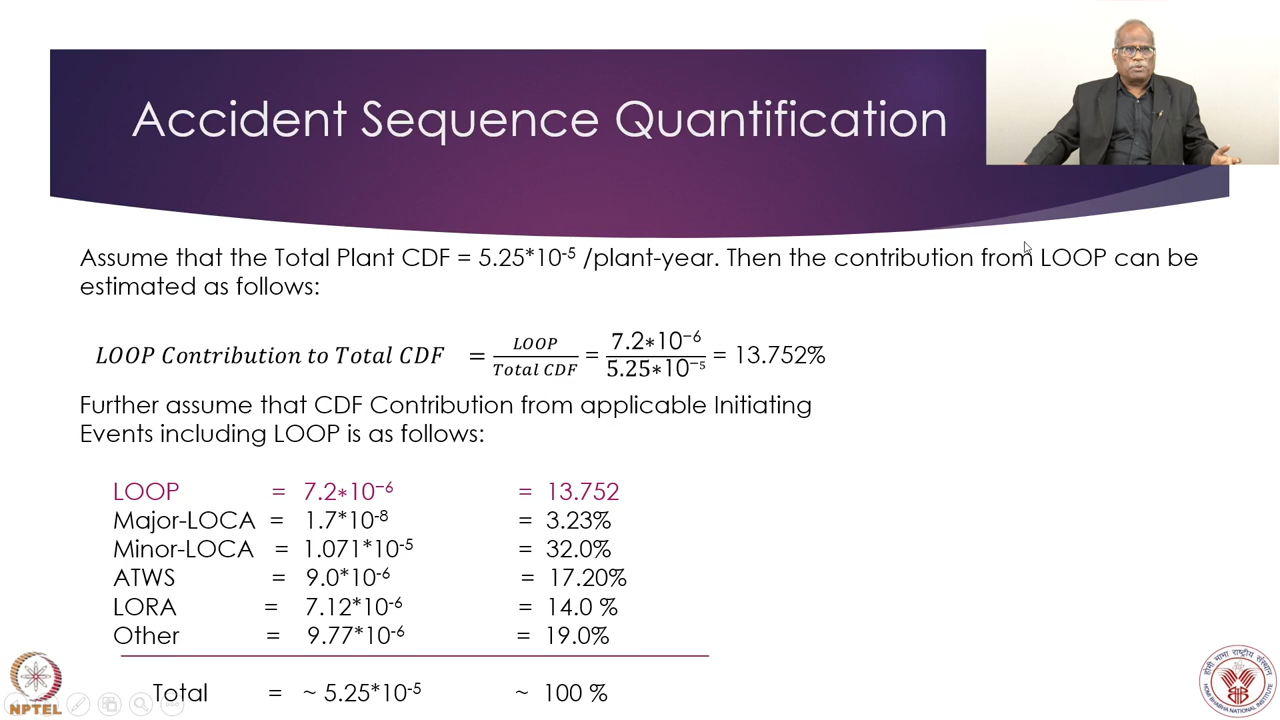 Accident Sequence Quantification
Assume that the Total Plant CDF = 5.25*10⁻⁵ /plant-year. Then the contribution from LOOP can be
estimated as follows:
LOOP Contribution to Total CDF = LOOP / Total CDF = 7.2*10⁻⁶ / 5.25*10⁻⁵ = 13.752%
Further assume that CDF Contribution from applicable Initiating
Events including LOOP is as follows:
LOOP = 7.2*10⁻⁶ = 13.752
Major-LOCA = 1.7*10⁻⁸ = 3.23%
Minor-LOCA = 1.071*10⁻⁵ = 32.0%
ATWS = 9.0*10⁻⁶ = 17.20%
LORA = 7.12*10⁻⁶ = 14.0 %
Other = 9.77*10⁻⁶ = 19.0%
Total = ~ 5.25*10⁻⁵ ~ 100 %
NPTEL
होमी भाभा राष्ट्रीय संस्थान
HOMI BHABHA NATIONAL INSTITUTE